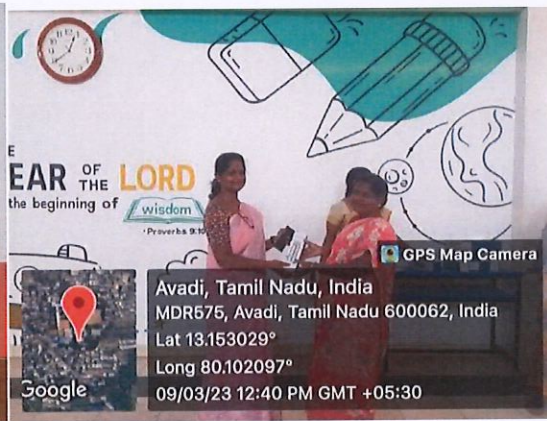 E
EAR OF THE LORD
the beginning of wisdom
• Proverbs 9:10
GPS Map Camera
Avadi, Tamil Nadu, India
MDR575, Avadi, Tamil Nadu 600062, India
Lat 13.153029°
Long 80.102097°
09/03/23 12:40 PM GMT +05:30
Google